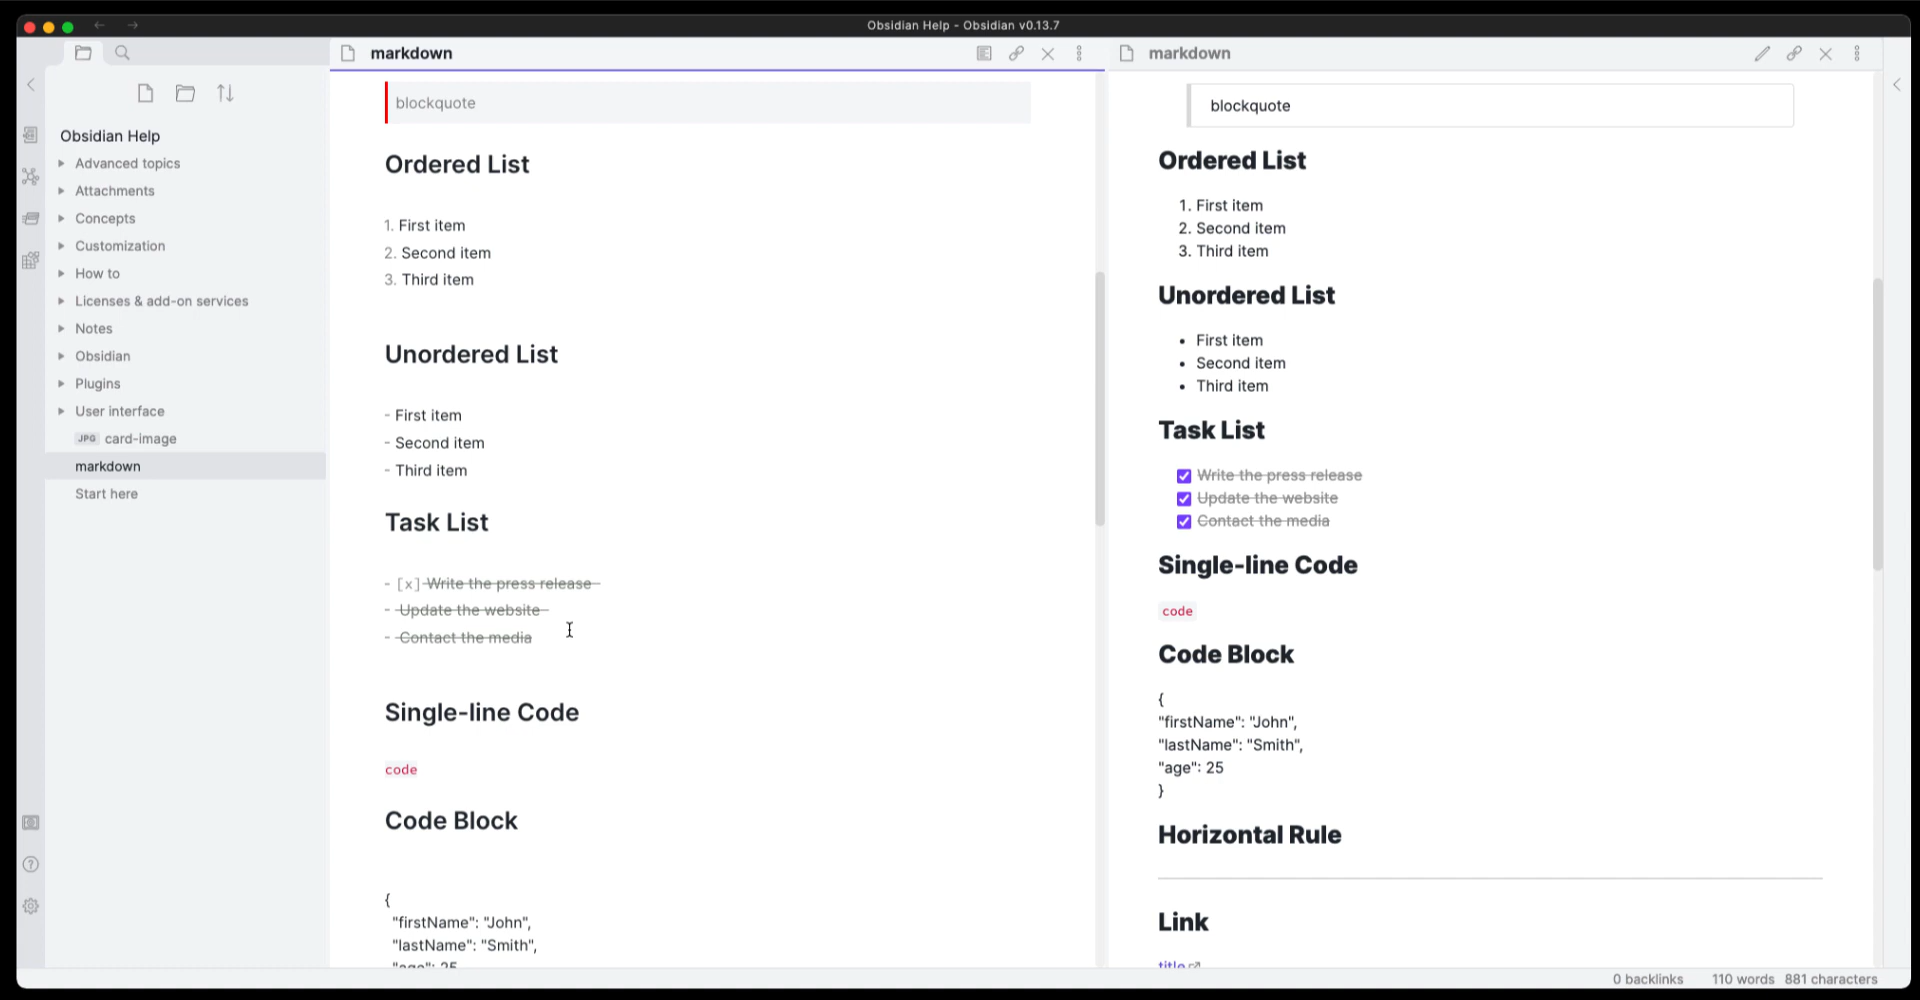 Obsidian Help - Obsidian v0.13.7
markdown
markdown
Obsidian Help
Advanced topics
Attachments
Concepts
Customization
How to
Licenses & add-on services
Notes
Obsidian
Plugins
User interface
JPG card-image
markdown
Start here
blockquote
Ordered List
1. First item
2. Second item
3. Third item
Unordered List
- First item
- Second item
- Third item
Task List
- [x] Write the press release
- Update the website
- Contact the media
Single-line Code
code
Code Block
{
"firstName": "John",
"lastName": "Smith",
"age": 25
blockquote
Ordered List
1. First item
2. Second item
3. Third item
Unordered List
• First item
• Second item
• Third item
Task List
Write the press release
Update the website
Contact the media
Single-line Code
code
Code Block
{
"firstName": "John",
"lastName": "Smith",
"age": 25
}
Horizontal Rule
Link
title
0 backlinks 110 words 881 characters